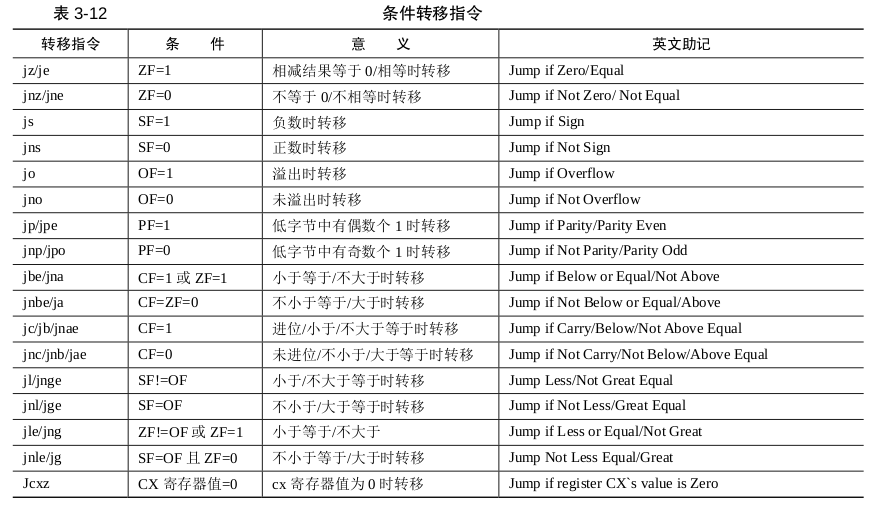 表 3-12 条件转移指令
转移指令 条 件 意 义 英文助记
jz/je ZF=1 相减结果等于 0/相等时转移 Jump if Zero/Equal
jnz/jne ZF=0 不等于 0/不相等时转移 Jump if Not Zero/ Not Equal
js SF=1 负数时转移 Jump if Sign
jns SF=0 正数时转移 Jump if Not Sign
jo OF=1 溢出时转移 Jump if Overflow
jno OF=0 未溢出时转移 Jump if Not Overflow
jp/jpe PF=1 低字节中有偶数个 1 时转移 Jump if Parity/Parity Even
jnp/jpo PF=0 低字节中有奇数个 1 时转移 Jump if Not Parity/Parity Odd
jbe/jna CF=1 或 ZF=1 小于等于/不大于时转移 Jump if Below or Equal/Not Above
jnbe/ja CF=ZF=0 不小于等于/大于时转移 Jump if Not Below or Equal/Above
jc/jb/jnae CF=1 进位/小于/不大于等于时转移 Jump if Carry/Below/Not Above Equal
jnc/jnb/jae CF=0 未进位/不小于/大于等于时转移 Jump if Not Carry/Not Below/Above Equal
jl/jnge SF!=OF 小于/不大于等于时转移 Jump Less/Not Great Equal
jnl/jge SF=OF 不小于/大于等于时转移 Jump if Not Less/Great Equal
jle/jng ZF!=OF 或 ZF=1 小于等于/不大于 Jump if Less or Equal/Not Great
jnle/jg SF=OF 且 ZF=0 不小于等于/大于时转移 Jump Not Less Equal/Great
Jcxz CX 寄存器值=0 cx 寄存器值为 0 时转移 Jump if register CX`s value is Zero